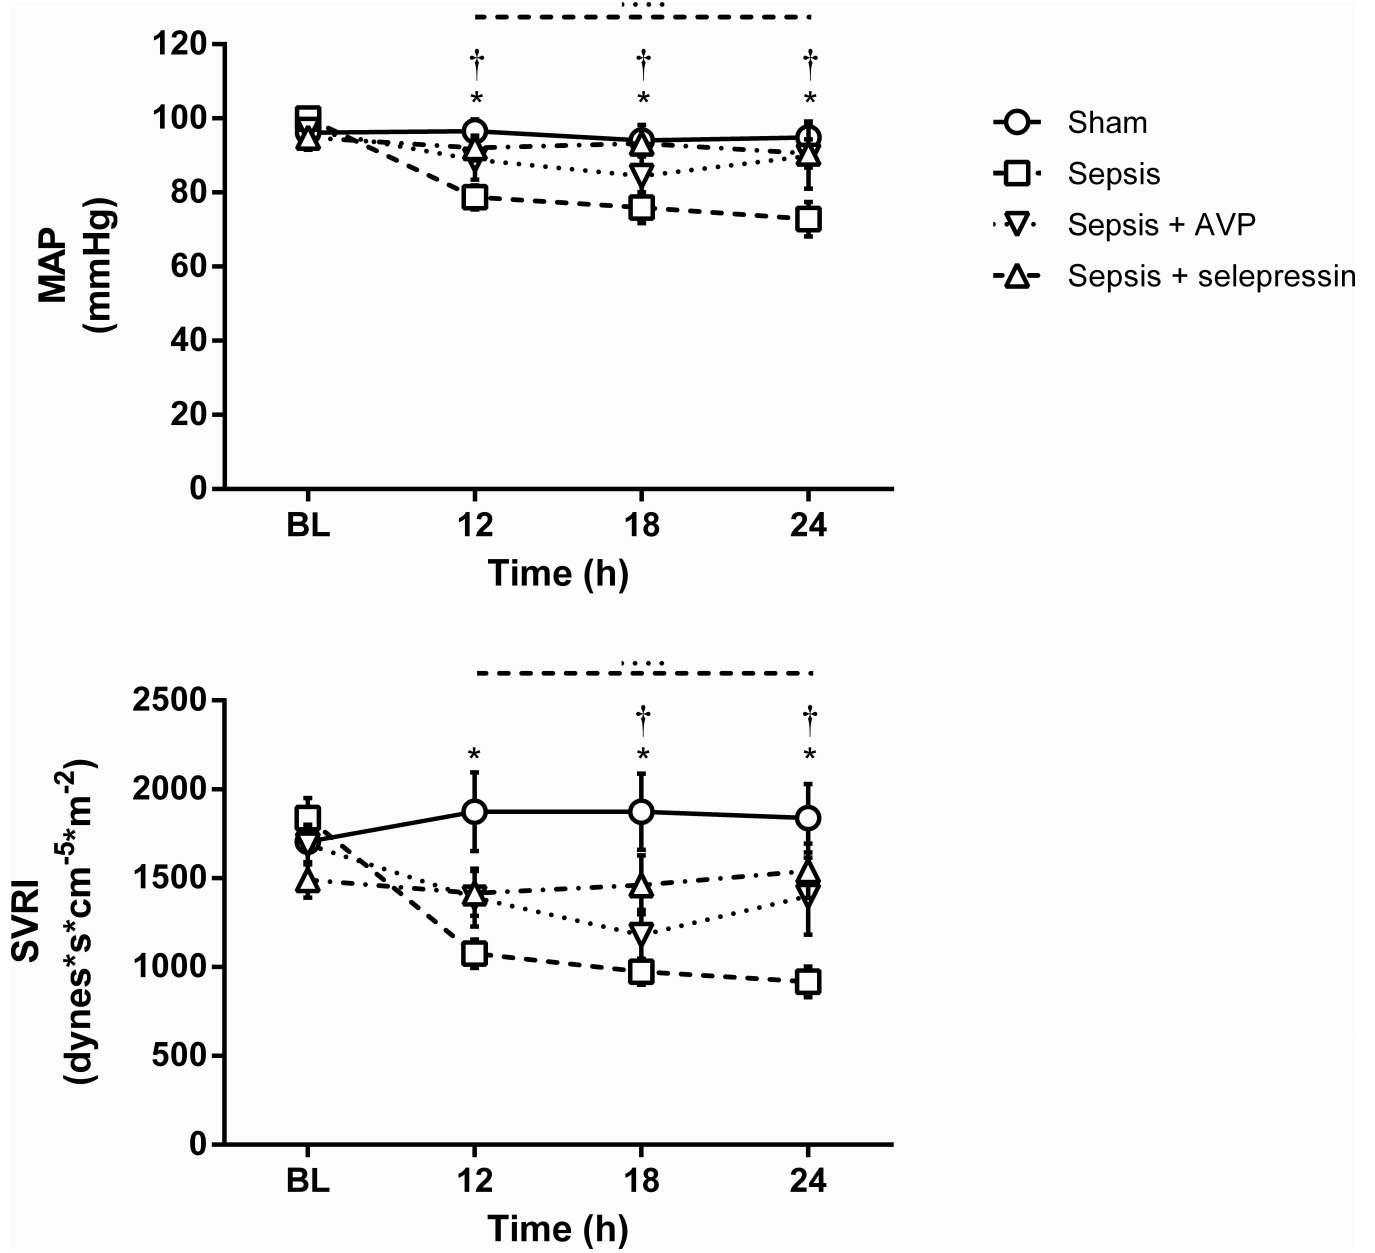 120
100
80
60
40
20
0
MAP
(mmHg)
† † †
* * *
BL 12 18 24
Time (h)
Sham
Sepsis
Sepsis + AVP
Sepsis + selepressin
2500
2000
1500
1000
500
0
SVRI
(dynes*s*cm⁻⁵*m⁻²)
† †
* * *
BL 12 18 24
Time (h)